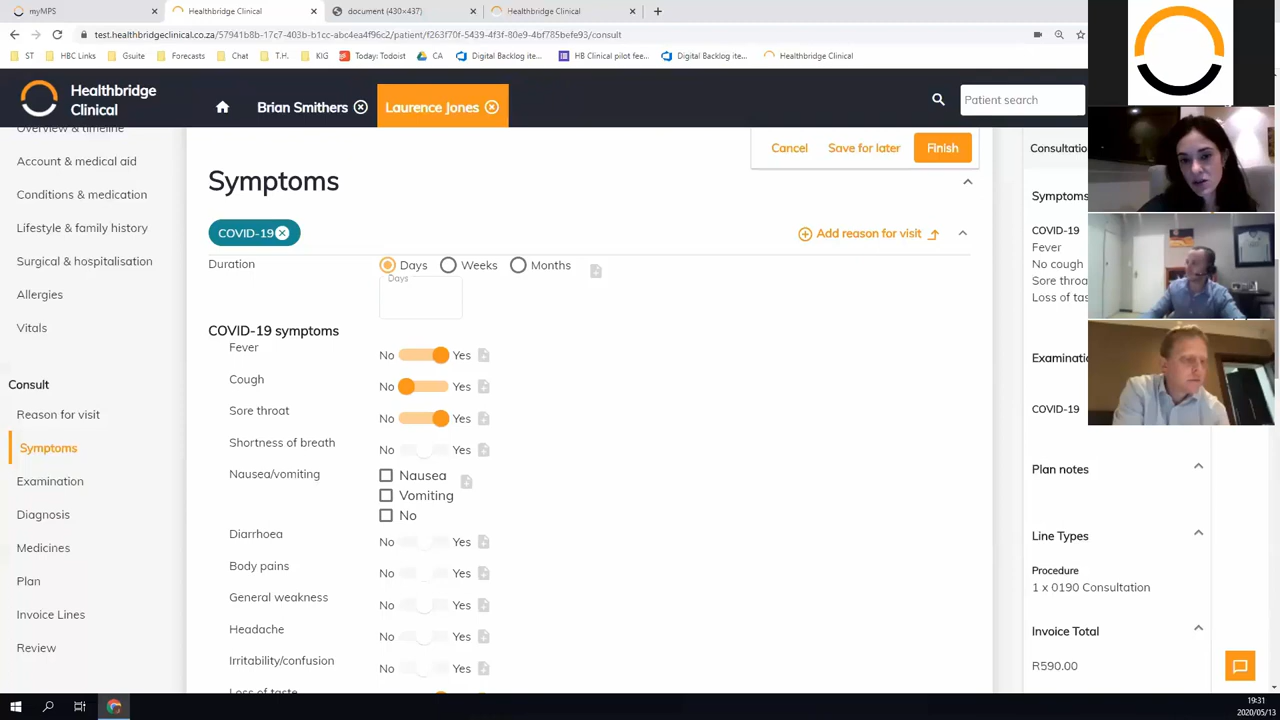 myMPS
Healthbridge Clinical
document (430×437)
Healthbridge Clinical
test.healthbridgeclinical.co.za/57941b8b-17c7-403b-b1cc-abc4ea4f96c2/patient/f263f70f-5439-4f3f-80e9-4bf785befe93/consult
ST
HBC Links
Gsuite
Forecasts
Chat
T.H.
KIG
Today: Todoist
CA
Digital Backlog ite...
HB Clinical pilot fee...
Digital Backlog ite...
Healthbridge Clinical
Healthbridge
Clinical
Brian Smithers
Laurence Jones
Patient search
Overview & timeline
Account & medical aid
Conditions & medication
Lifestyle & family history
Surgical & hospitalisation
Allergies
Vitals
Consult
Reason for visit
Symptoms
Examination
Diagnosis
Medicines
Plan
Invoice Lines
Review
Cancel
Save for later
Finish
Symptoms
COVID-19
Add reason for visit
Duration
Days Weeks Months
Days
COVID-19 symptoms
Fever
No Yes
Cough
No Yes
Sore throat
No Yes
Shortness of breath
No Yes
Nausea/vomiting
Nausea
Vomiting
No
Diarrhoea
No Yes
Body pains
No Yes
General weakness
No Yes
Headache
No Yes
Irritability/confusion
No Yes
Loss of taste
Consultation
Symptoms
COVID-19
Fever
No cough
Sore throa
Loss of tas
Examinatio
COVID-19
Plan notes
Line Types
Procedure
1 x 0190 Consultation
Invoice Total
R590.00
19:31
2020/05/13